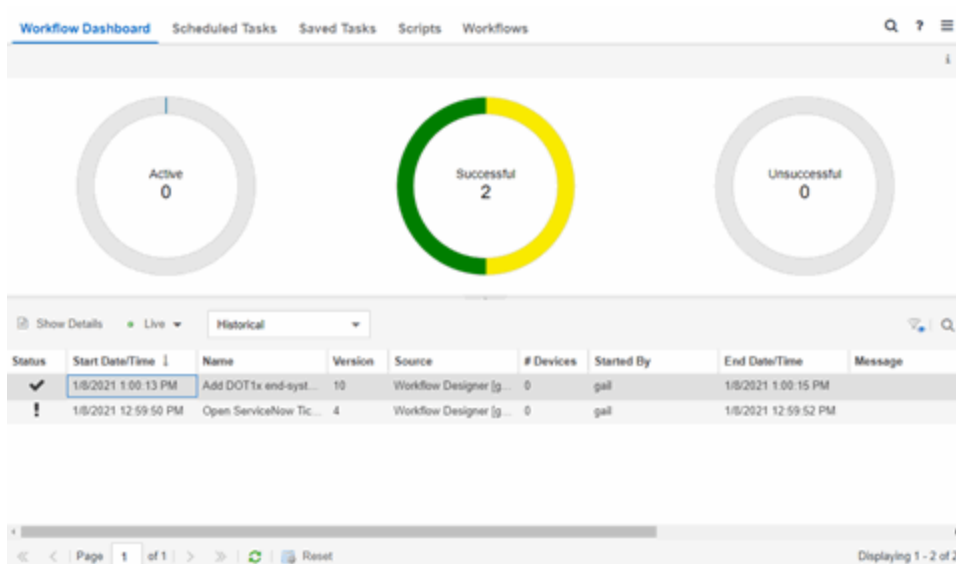 Workflow Dashboard Scheduled Tasks Saved Tasks Scripts Workflows ?
i
Active
0
Successful
2
Unsuccessful
0
Show Details Live Historical
Status Start Date/Time ↓ Name Version Source # Devices Started By End Date/Time Message
1/8/2021 1:00:13 PM Add DOT1x end-syst... 10 Workflow Designer [g... 0 gail 1/8/2021 1:00:15 PM
! 1/8/2021 12:59:50 PM Open ServiceNow Tic... 4 Workflow Designer [g... 0 gail 1/8/2021 12:59:52 PM
« < Page 1 of 1 > » Reset Displaying 1 - 2 of 2